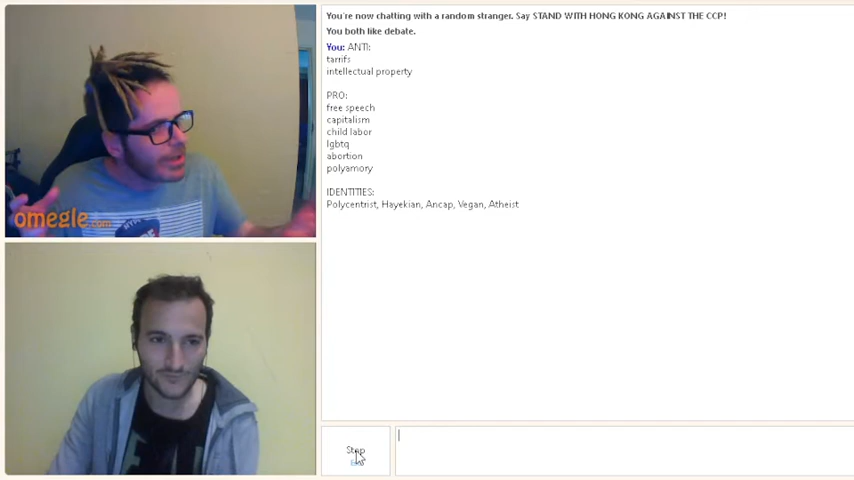 You're now chatting with a random stranger. Say STAND WITH HONG KONG AGAINST THE CCP!
You both like debate.
You: ANTI:
tarrifs
intellectual property
PRO:
free speech
capitalism
child labor
lgbtq
abortion
polyamory
IDENTITIES:
Polycentrist, Hayekian, Ancap, Vegan, Atheist
omegle.com
Stop